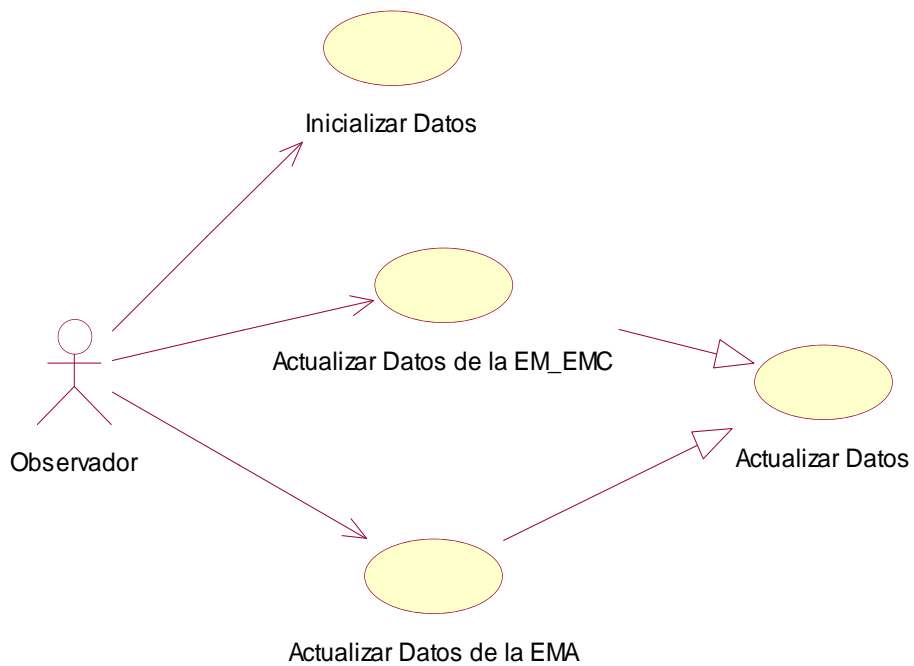 Inicializar Datos
Actualizar Datos de la EM_EMC
Observador
Actualizar Datos
Actualizar Datos de la EMA